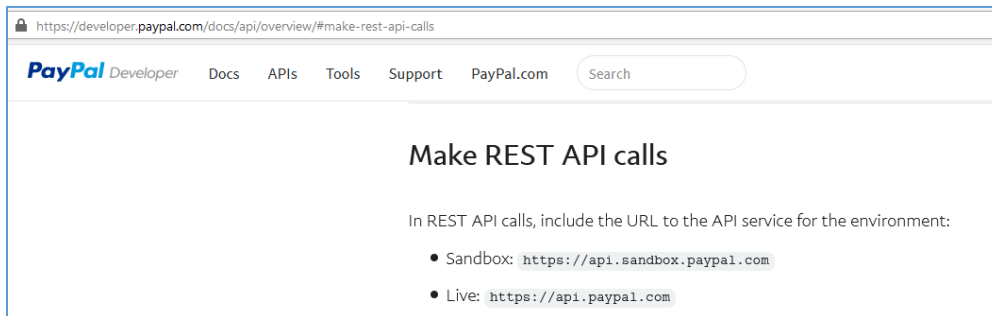 https://developer.paypal.com/docs/api/overview/#make-rest-api-calls
PayPal Developer Docs APIs Tools Support PayPal.com Search
Make REST API calls
In REST API calls, include the URL to the API service for the environment:
● Sandbox: https://api.sandbox.paypal.com
● Live: https://api.paypal.com